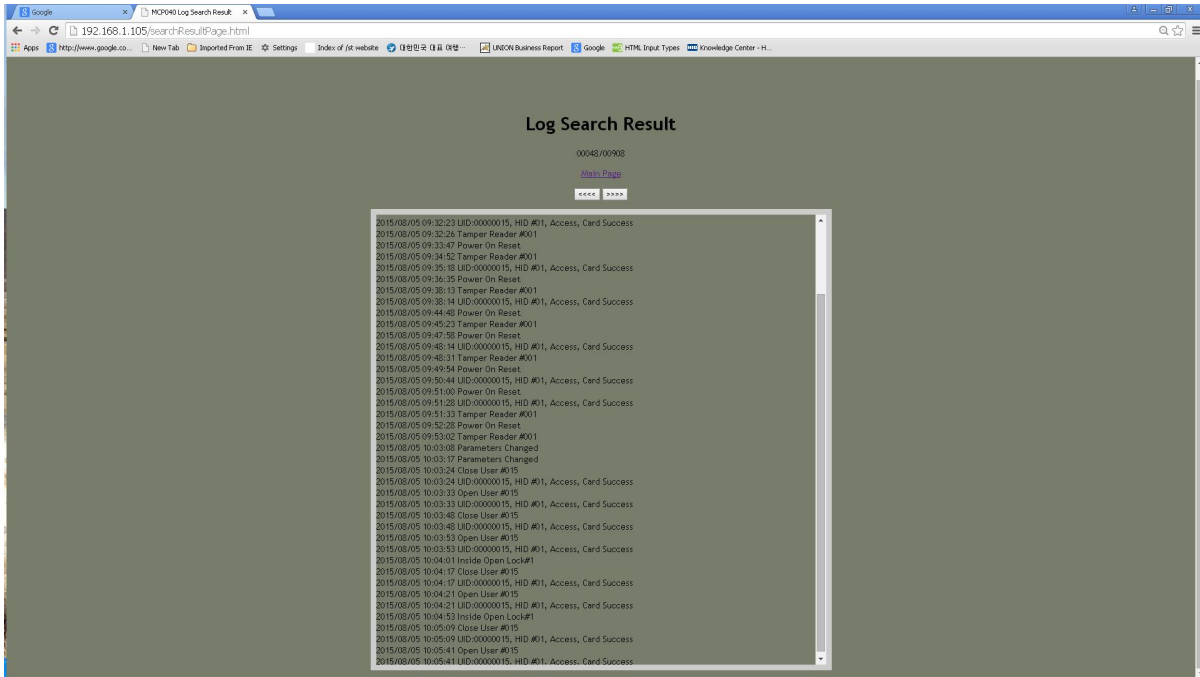 Google
MCP040 Log Search Result
192.168.1.105/searchResultPage.html
Apps
http://www.google.co...
New Tab
Imported From IE
Settings
Index of /st website
대한민국 대표 여행…
UNION Business Report
Google
HTML Input Types
Knowledge Center - H...
Log Search Result
00048/00908
Main Page
<<<< >>>>
2015/08/05 09:32:23 UID:00000015, HID #01, Access, Card Success
2015/08/05 09:32:26 Tamper Reader #001
2015/08/05 09:33:47 Power On Reset
2015/08/05 09:34:52 Tamper Reader #001
2015/08/05 09:35:18 UID:00000015, HID #01, Access, Card Success
2015/08/05 09:36:35 Power On Reset
2015/08/05 09:38:13 Tamper Reader #001
2015/08/05 09:38:14 UID:00000015, HID #01, Access, Card Success
2015/08/05 09:44:48 Power On Reset
2015/08/05 09:45:23 Tamper Reader #001
2015/08/05 09:47:58 Power On Reset
2015/08/05 09:48:14 UID:00000015, HID #01, Access, Card Success
2015/08/05 09:48:31 Tamper Reader #001
2015/08/05 09:49:54 Power On Reset
2015/08/05 09:50:44 UID:00000015, HID #01, Access, Card Success
2015/08/05 09:51:00 Power On Reset
2015/08/05 09:51:28 UID:00000015, HID #01, Access, Card Success
2015/08/05 09:51:33 Tamper Reader #001
2015/08/05 09:52:28 Power On Reset
2015/08/05 09:53:02 Tamper Reader #001
2015/08/05 10:03:08 Parameters Changed
2015/08/05 10:03:17 Parameters Changed
2015/08/05 10:03:24 Close User #015
2015/08/05 10:03:24 UID:00000015, HID #01, Access, Card Success
2015/08/05 10:03:33 Open User #015
2015/08/05 10:03:33 UID:00000015, HID #01, Access, Card Success
2015/08/05 10:03:48 Close User #015
2015/08/05 10:03:48 UID:00000015, HID #01, Access, Card Success
2015/08/05 10:03:53 Open User #015
2015/08/05 10:03:53 UID:00000015, HID #01, Access, Card Success
2015/08/05 10:04:01 Inside Open Lock#1
2015/08/05 10:04:17 Close User #015
2015/08/05 10:04:17 UID:00000015, HID #01, Access, Card Success
2015/08/05 10:04:21 Open User #015
2015/08/05 10:04:21 UID:00000015, HID #01, Access, Card Success
2015/08/05 10:04:53 Inside Open Lock#1
2015/08/05 10:05:09 Close User #015
2015/08/05 10:05:09 UID:00000015, HID #01, Access, Card Success
2015/08/05 10:05:41 Open User #015
2015/08/05 10:05:41 UID:00000015, HID #01, Access, Card Success